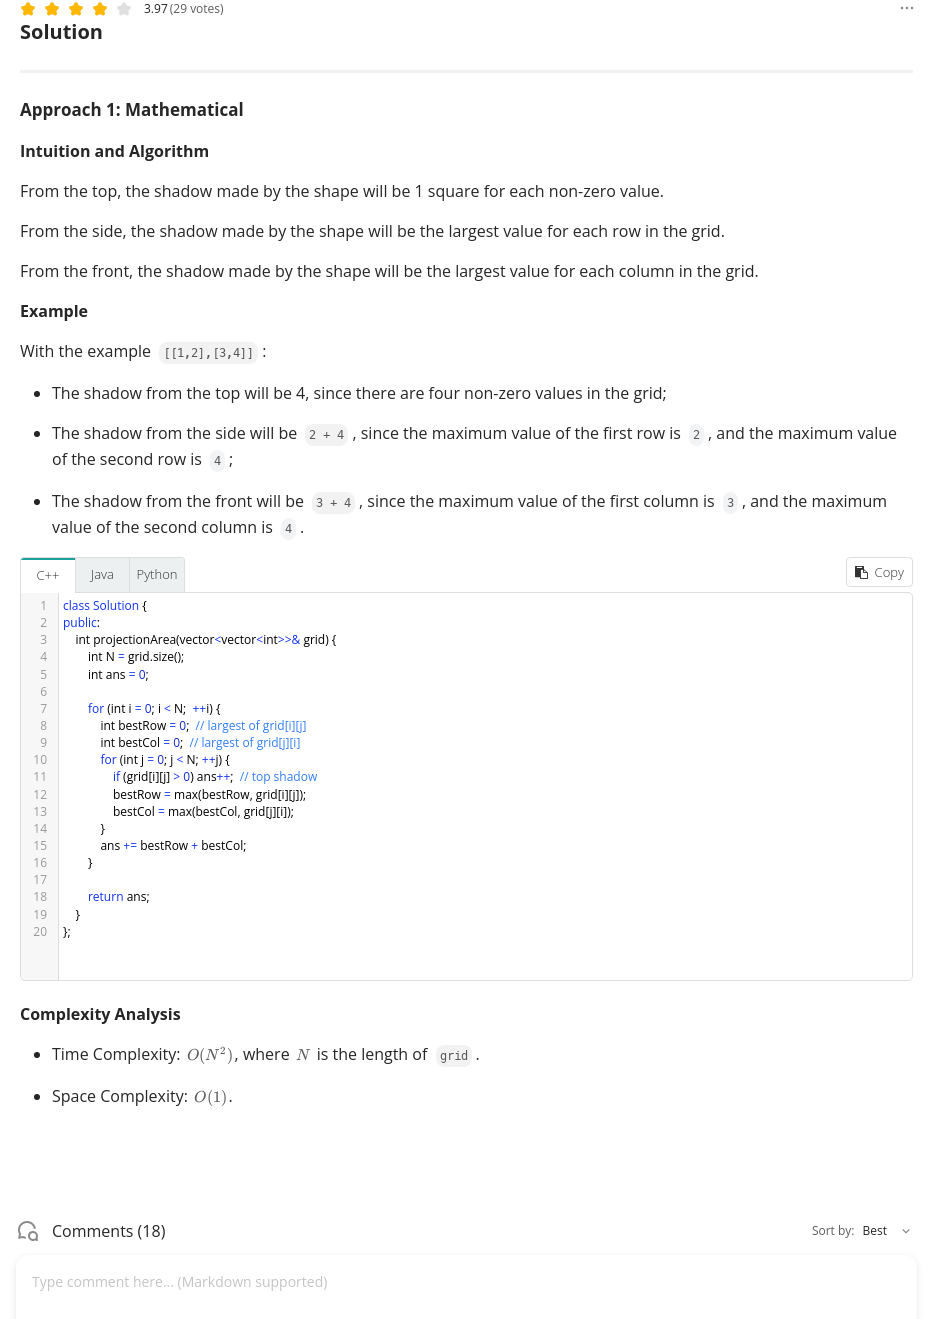 3.97 (29 votes)
Solution
Approach 1: Mathematical
Intuition and Algorithm
From the top, the shadow made by the shape will be 1 square for each non-zero value.
From the side, the shadow made by the shape will be the largest value for each row in the grid.
From the front, the shadow made by the shape will be the largest value for each column in the grid.
Example
With the example [[1,2],[3,4]] :
• The shadow from the top will be 4, since there are four non-zero values in the grid;
• The shadow from the side will be 2 + 4 , since the maximum value of the first row is 2 , and the maximum value
of the second row is 4 ;
• The shadow from the front will be 3 + 4 , since the maximum value of the first column is 3 , and the maximum
value of the second column is 4 .
C++ Java Python Copy
1 class Solution {
2 public:
3     int projectionArea(vector<vector<int>>& grid) {
4         int N = grid.size();
5         int ans = 0;
6
7         for (int i = 0; i < N;  ++i) {
8             int bestRow = 0;  // largest of grid[i][j]
9             int bestCol = 0;  // largest of grid[j][i]
10             for (int j = 0; j < N; ++j) {
11                 if (grid[i][j] > 0) ans++;  // top shadow
12                 bestRow = max(bestRow, grid[i][j]);
13                 bestCol = max(bestCol, grid[j][i]);
14             }
15             ans += bestRow + bestCol;
16         }
17
18         return ans;
19     }
20 };
Complexity Analysis
• Time Complexity: O(N²), where N is the length of grid .
• Space Complexity: O(1).
Comments (18) Sort by: Best
Type comment here... (Markdown supported)